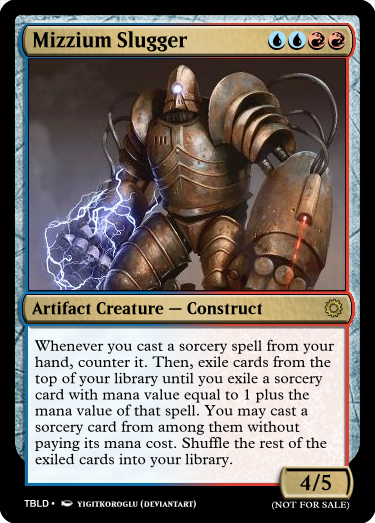 Mizzium Slugger
Artifact Creature — Construct
Whenever you cast a sorcery spell from your
hand, counter it. Then, exile cards from the
top of your library until you exile a sorcery
card with mana value equal to 1 plus the
mana value of that spell. You may cast a
sorcery card from among them without
paying its mana cost. Shuffle the rest of the
exiled cards into your library.
4/5
TBLD • YIGITKOROGLU (DEVIANTART)
(NOT FOR SALE)